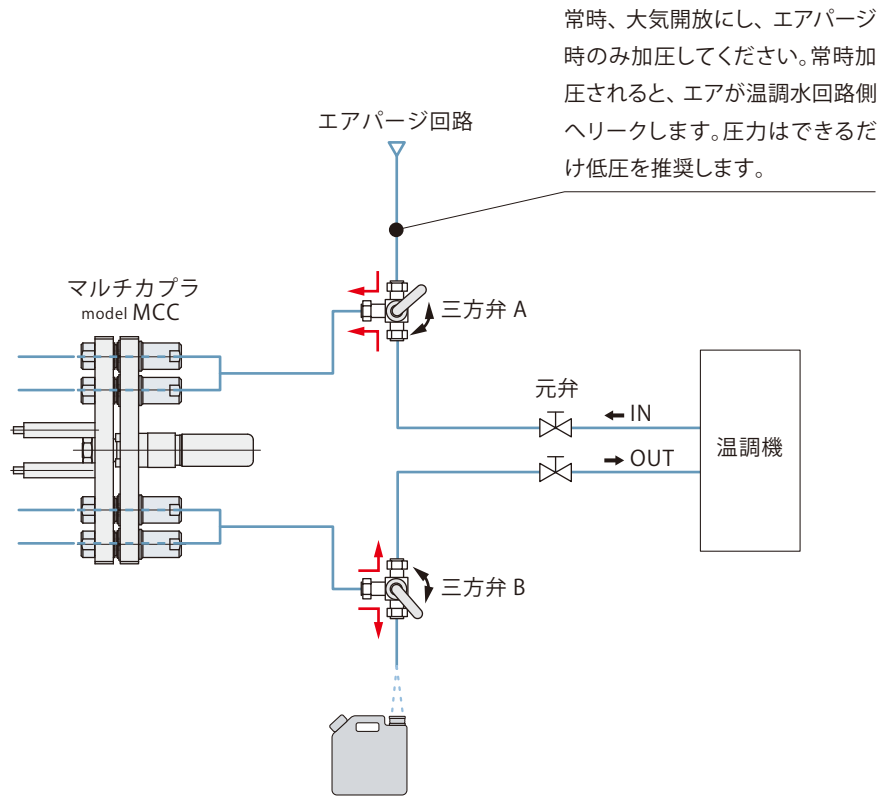 常時、大気開放にし、エアパージ
時のみ加圧してください。常時加
圧されると、エアが温調水回路側
へリークします。圧力はできるだ
け低圧を推奨します。
エアパージ回路
マルチカプラ
model MCC
三方弁 A
元弁
IN
OUT
温調機
三方弁 B